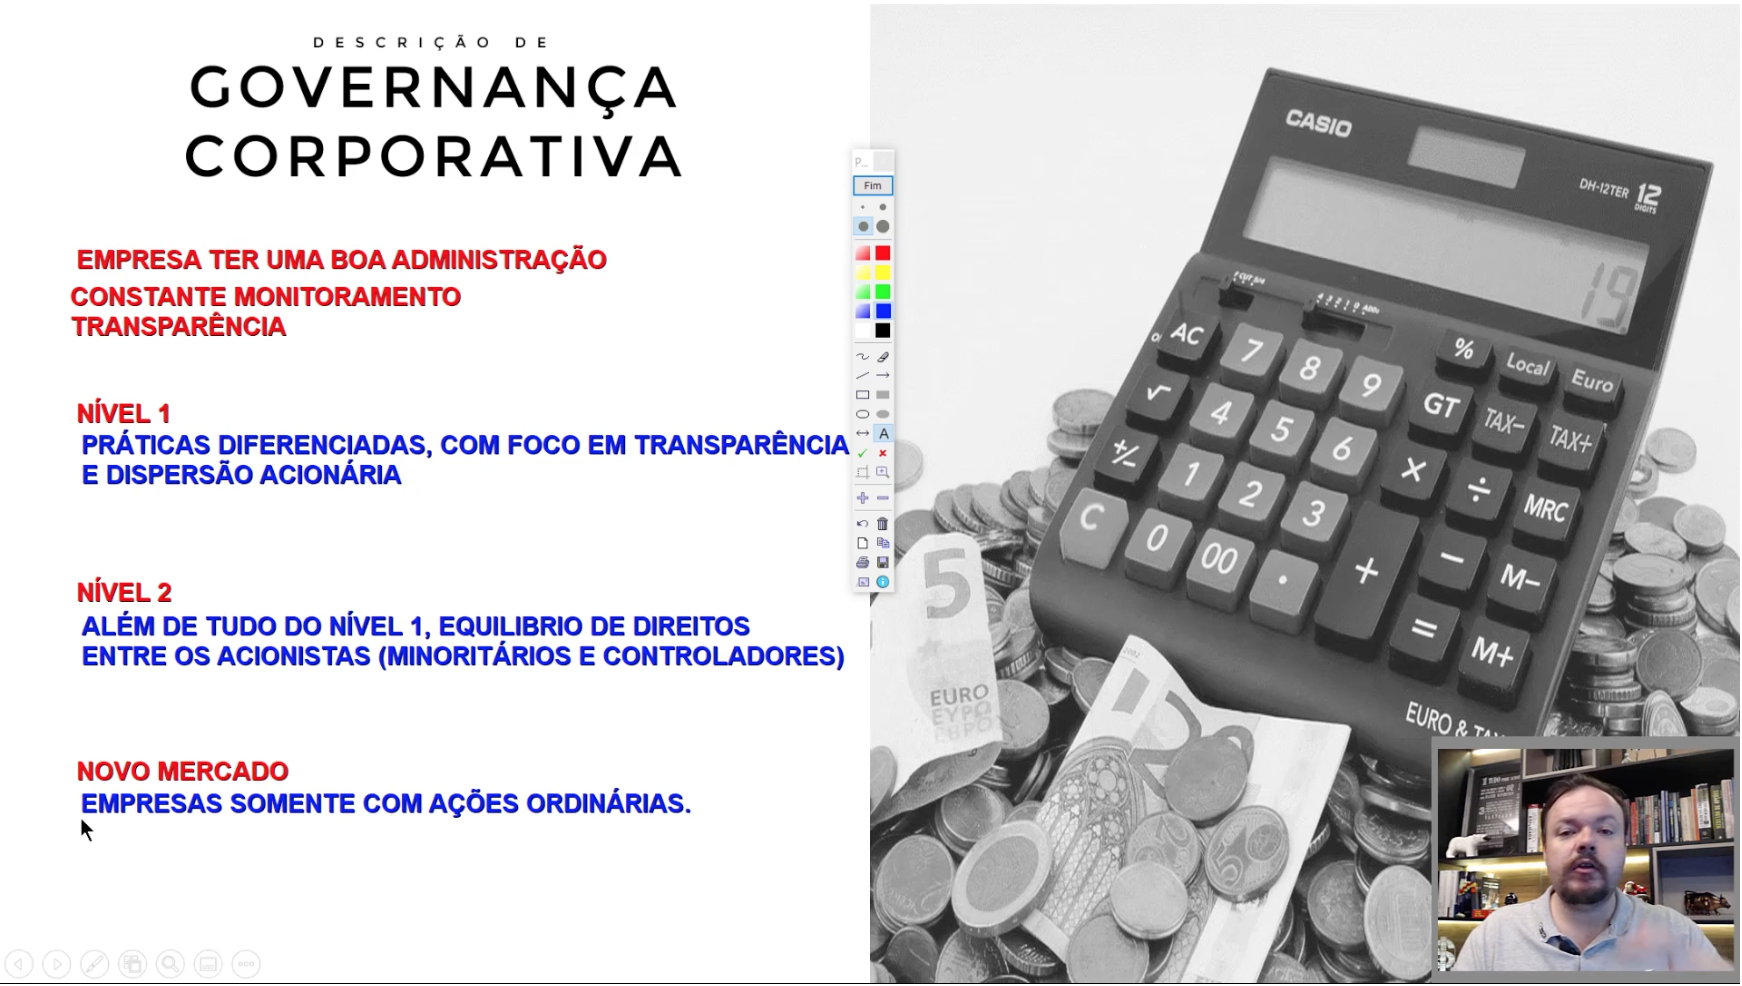 DESCRIÇÃO DE
GOVERNANÇA
CORPORATIVA
EMPRESA TER UMA BOA ADMINISTRAÇÃO
CONSTANTE MONITORAMENTO
TRANSPARÊNCIA
NÍVEL 1
PRÁTICAS DIFERENCIADAS, COM FOCO EM TRANSPARÊNCIA
E DISPERSÃO ACIONÁRIA
NÍVEL 2
ALÉM DE TUDO DO NÍVEL 1, EQUILIBRIO DE DIREITOS
ENTRE OS ACIONISTAS (MINORITÁRIOS E CONTROLADORES)
NOVO MERCADO
EMPRESAS SOMENTE COM AÇÕES ORDINÁRIAS.
P...
Fim
A
CASIO
DH-12TER 12
DIGITS
19
AC 7 8 9 % Local Euro
√ 4 5 6 GT TAX− TAX+
+/− 1 2 3 × ÷ MRC
C 0 00 · + − M−
= M+
EURO & TAX
5
EURO
ΕΥΡΩ
2002